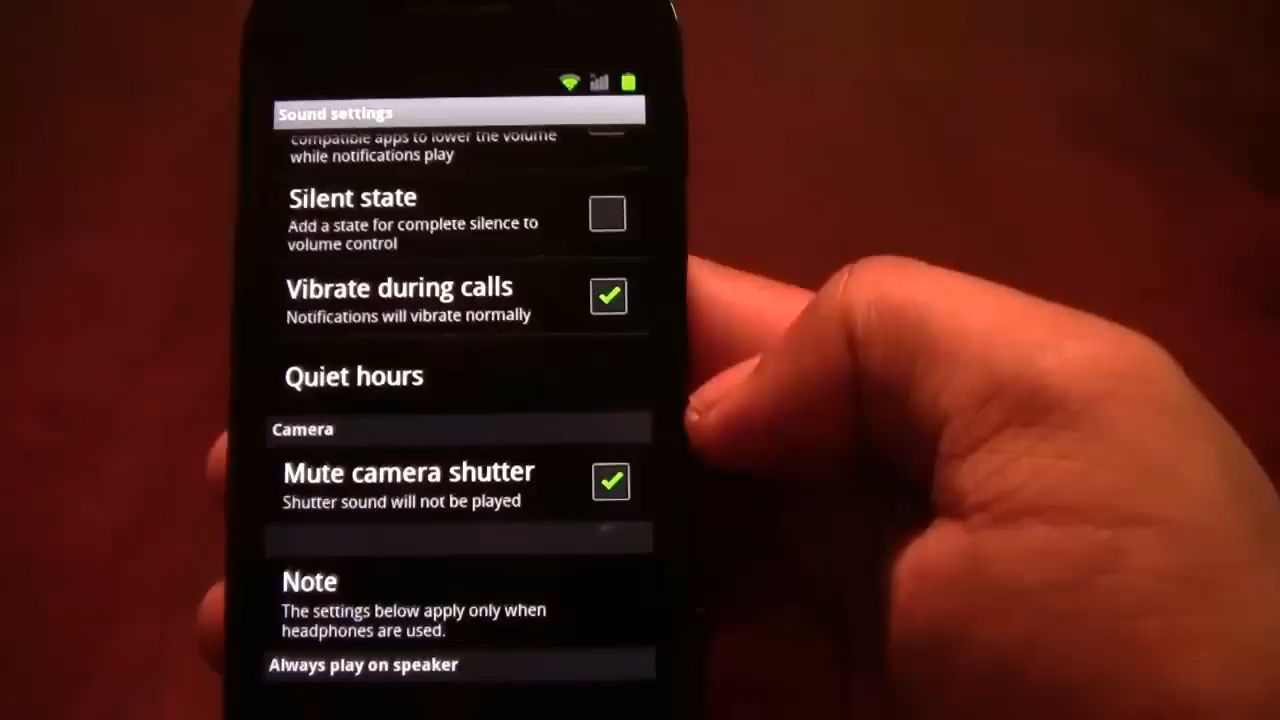 Sound settings
compatible apps to lower the volume
while notifications play
Silent state
Add a state for complete silence to
volume control
Vibrate during calls
Notifications will vibrate normally
Quiet hours
Camera
Mute camera shutter
Shutter sound will not be played
Note
The settings below apply only when
headphones are used.
Always play on speaker